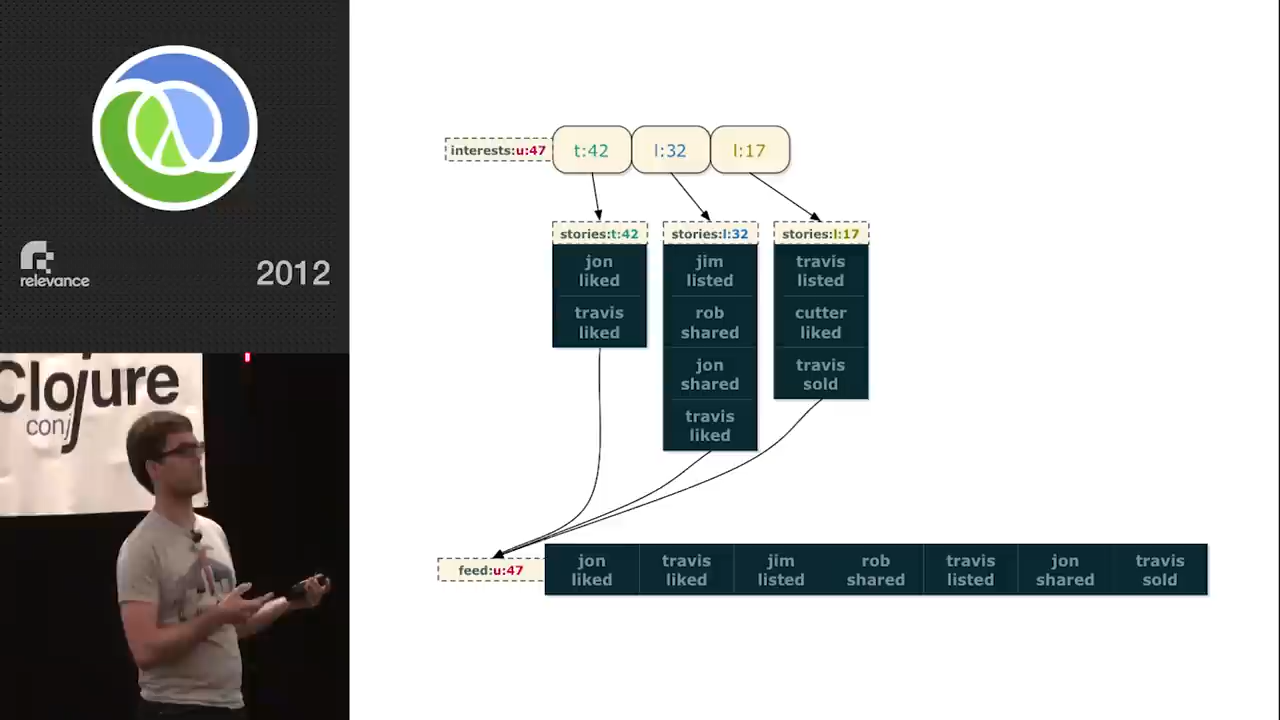 relevance
2012
Clojure
conj
interests:u:47
t:42
l:32
l:17
stories:t:42
jon
liked
travis
liked
stories:l:32
jim
listed
rob
shared
jon
shared
travis
liked
stories:l:17
travis
listed
cutter
liked
travis
sold
feed:u:47
jon
liked
travis
liked
jim
listed
rob
shared
travis
listed
jon
shared
travis
sold